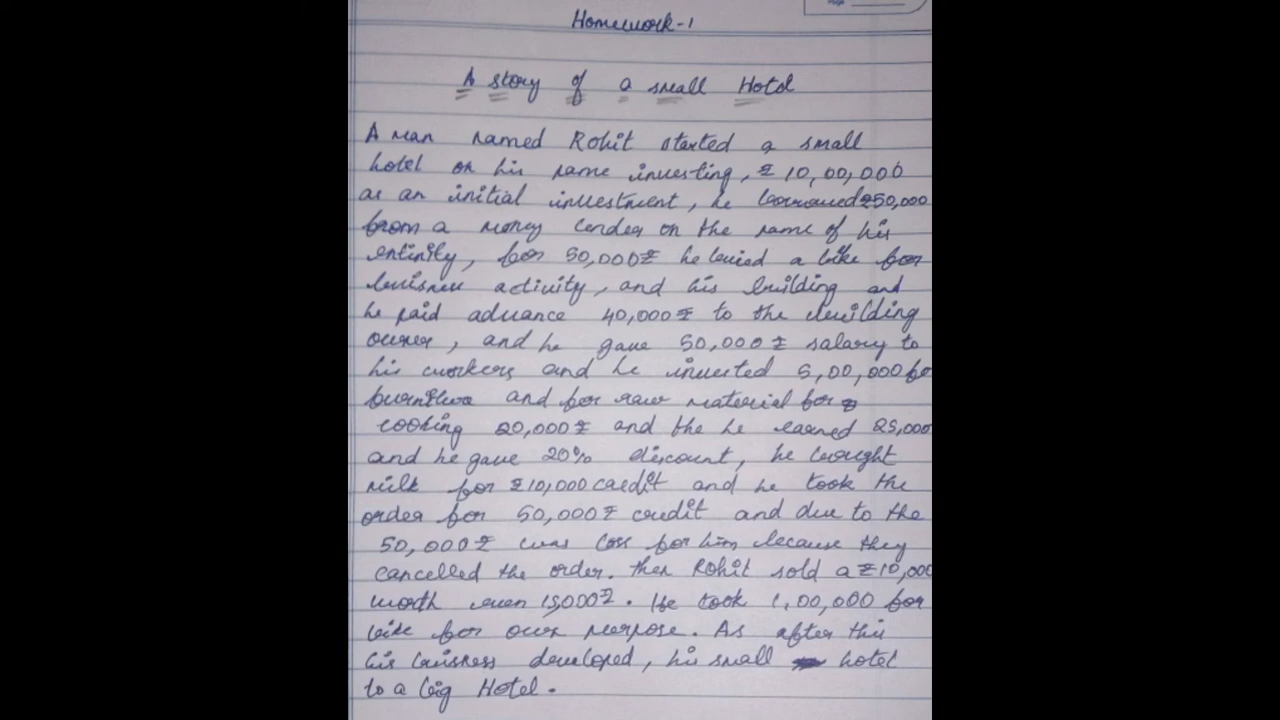 Page
Homework-1
A story of a small Hotel
A man named Rohit started a small
hotel on his name investing, ₹ 10,00,000
as an initial investment, he borrowed ₹50,000
from a money lender on the name of his
entinity, for 50,000₹ he buied a bike for
buisness activity, and his building and
he paid advance 40,000₹ to the building
owner, and he gave 50,000₹ salary to
his workers and he invested 5,00,000 fo
furniture and for raw material for
cooking 20,000₹ and the he earned 25,000
and he gave 20% discount, he bought
milk for ₹10,000 credit and he took the
order for 50,000₹ credit and due to the
50,000₹ was loss for him because they
cancelled the order. then Rohit sold a ₹10,000
worth 15,000₹. He took 1,00,000 for
bike for own purpose. As after this
his buisness developed, his small hotel
to a big Hotel.